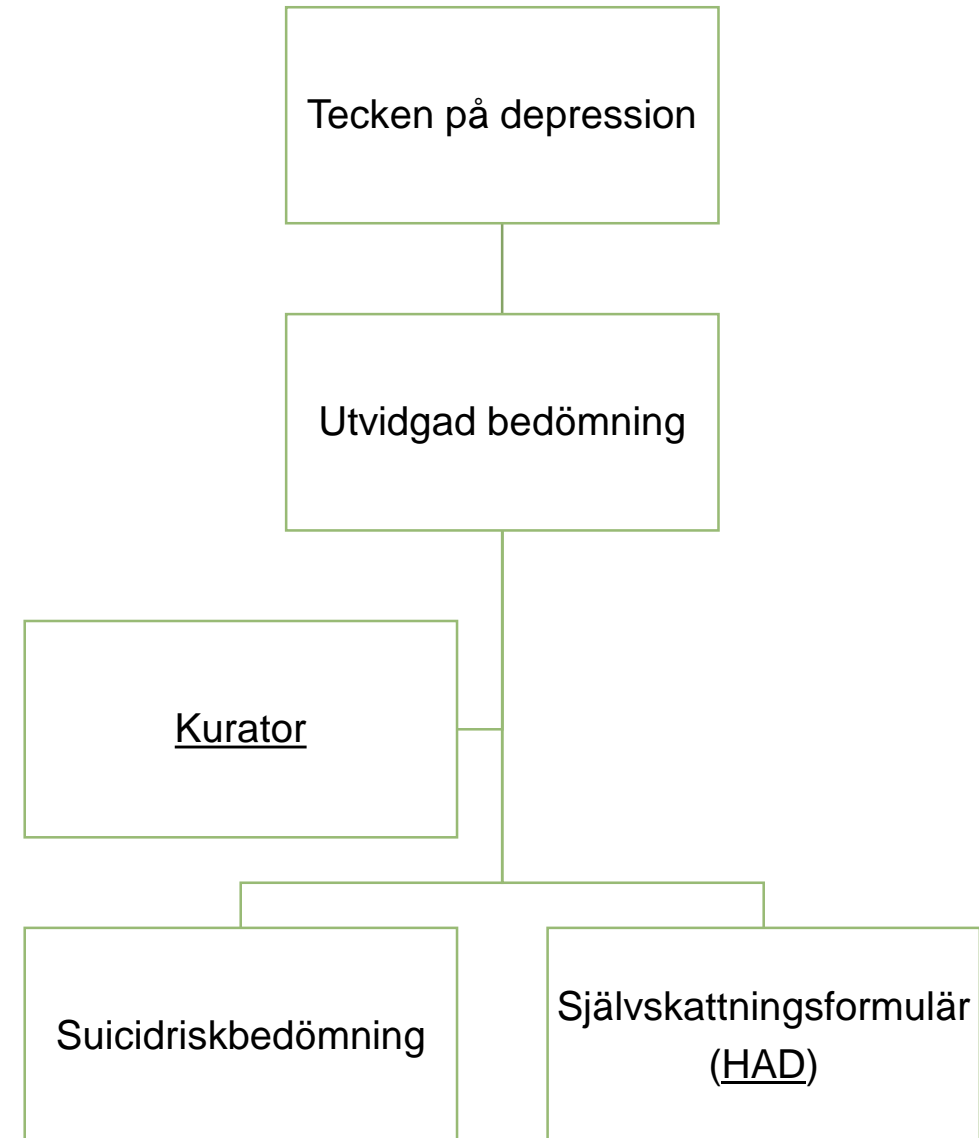 Tecken på depression
Utvidgad bedömning
Kurator
Suicidriskbedömning
Självskattningsformulär
(HAD)